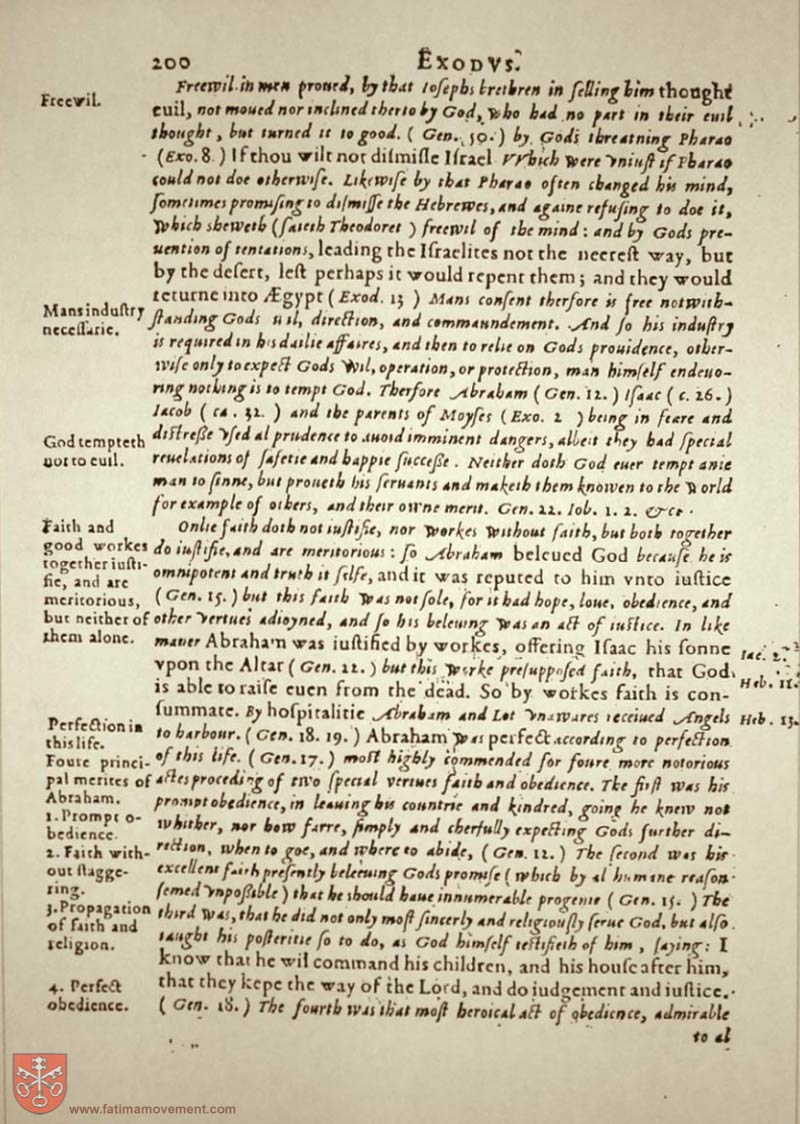 200
EXODVS.
Freewil in men proued, by that Iosephs breibren in selling him thought
Freewil.
euil, not moued nor inclined therto by God, who had no part in their euil
thought, but turned it to good. (Gen. 50.) by Gods threatning Pharao
(Exo. 8.) If thou wilt not dismisse Israel VVhich were vniust if Pharao
could not doe otherwise. Likewise by that Pharao often changed his mind,
sometimes promising to dismisse the Hebrewes, and againe refusing to doe it,
Which sheweth (saieth Theodoret) freewil of the mind: and by Gods pre-
uention of tentations, leading the Israelites not the neerest way, but
by the desert, lest perhaps it would repent them; and they would
returne into Ægypt (Exod. 13) Mans consent therfore is free notwith-
Mans industry
necessarie.
standing Gods wil, direction, and commaundement. And so his industry
is required in his dailie affaires, and then to relie on Gods prouidence, other-
wise only to expect Gods wil, operation, or protection, man himself endeuo-
ring nothing is to tempt God. Therfore Abraham (Gen. 12.) Isaac (c. 26.)
Iacob (ca. 32.) and the parents of Moyses (Exo. 2) being in feare and
God tempteth
not to euil.
distresse vsed al prudence to auoid imminent dangers, albeit they had special
reuelations of safetie and happie successe. Neither doth God euer tempt anie
man to sinne, but proueth his seruants and maketh them knowen to the world
for example of others, and their owne merit. Gen. 22. Iob. 1. 2. &ce.
Faith and
good workes
together iusti-
fie, and are
meritorious,
but neither of
them alone.
Onlie faith doth not iustifie, nor workes without faith, but both together
do iustifie, and are meritorious: so Abraham beleued God because he is
omnipotent and truth it selfe, and it was reputed to him vnto iustice
(Gen. 15.) but this faith was not sole, for it had hope, loue, obedience, and
other vertues adioyned, and so his beleuing was an act of iustice. In like
maner Abraham was iustified by workes, offering Isaac his sonne
Iac. 2.
vpon the Altar (Gen. 22.) but this worke presupposed faith, that God
Heb. 11.
is able to raise euen from the dead. So by workes faith is con-
summate. By hospitalitie Abraham and Lot vnawares receiued Angels
Heb. 13.
Perfection in
this life.
to harbour. (Gen. 18. 19.) Abraham was perfect according to perfection
of this life. (Gen. 17.) most highly commended for foure more notorious
Foure princi-
pal merites of
Abraham.
actes proceding of two special vertues faith and obedience. The first was his
prompt obedience, in leauing his countrie and kindred, going he knew not
1. Prompt o-
bedience.
whither, nor how farre, simply and cherfully expecting Gods further di-
rection, when to goe, and where to abide, (Gen. 12.) The second was his
2. Faith with-
out stagge-
ring.
excellent faith presently beleeuing Gods promise (which by al humane reason
semed vnpossible) that he should haue innumerable progenie (Gen. 15.) The
3. Propagation
of faith and
religion.
third was, that he did not only most sincerly and religiously serue God, but also
taught his posteritie so to do, as God himself testifieth of him, saying: I
know that he wil command his children, and his house after him,
that they kepe the way of the Lord, and do iudgement and iustice.
4. Perfect
obedience.
(Gen. 18.) The fourth was that most heroical act of obedience, admirable
to al
www.fatimamovement.com